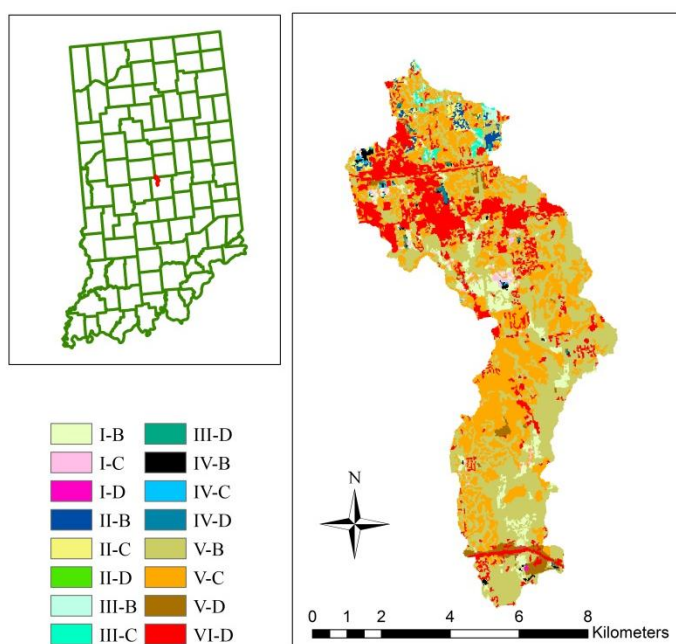 I-B
I-C
I-D
II-B
II-C
II-D
III-B
III-C
III-D
IV-B
IV-C
IV-D
V-B
V-C
V-D
VI-D
N
0 1 2 4 6 8
Kilometers